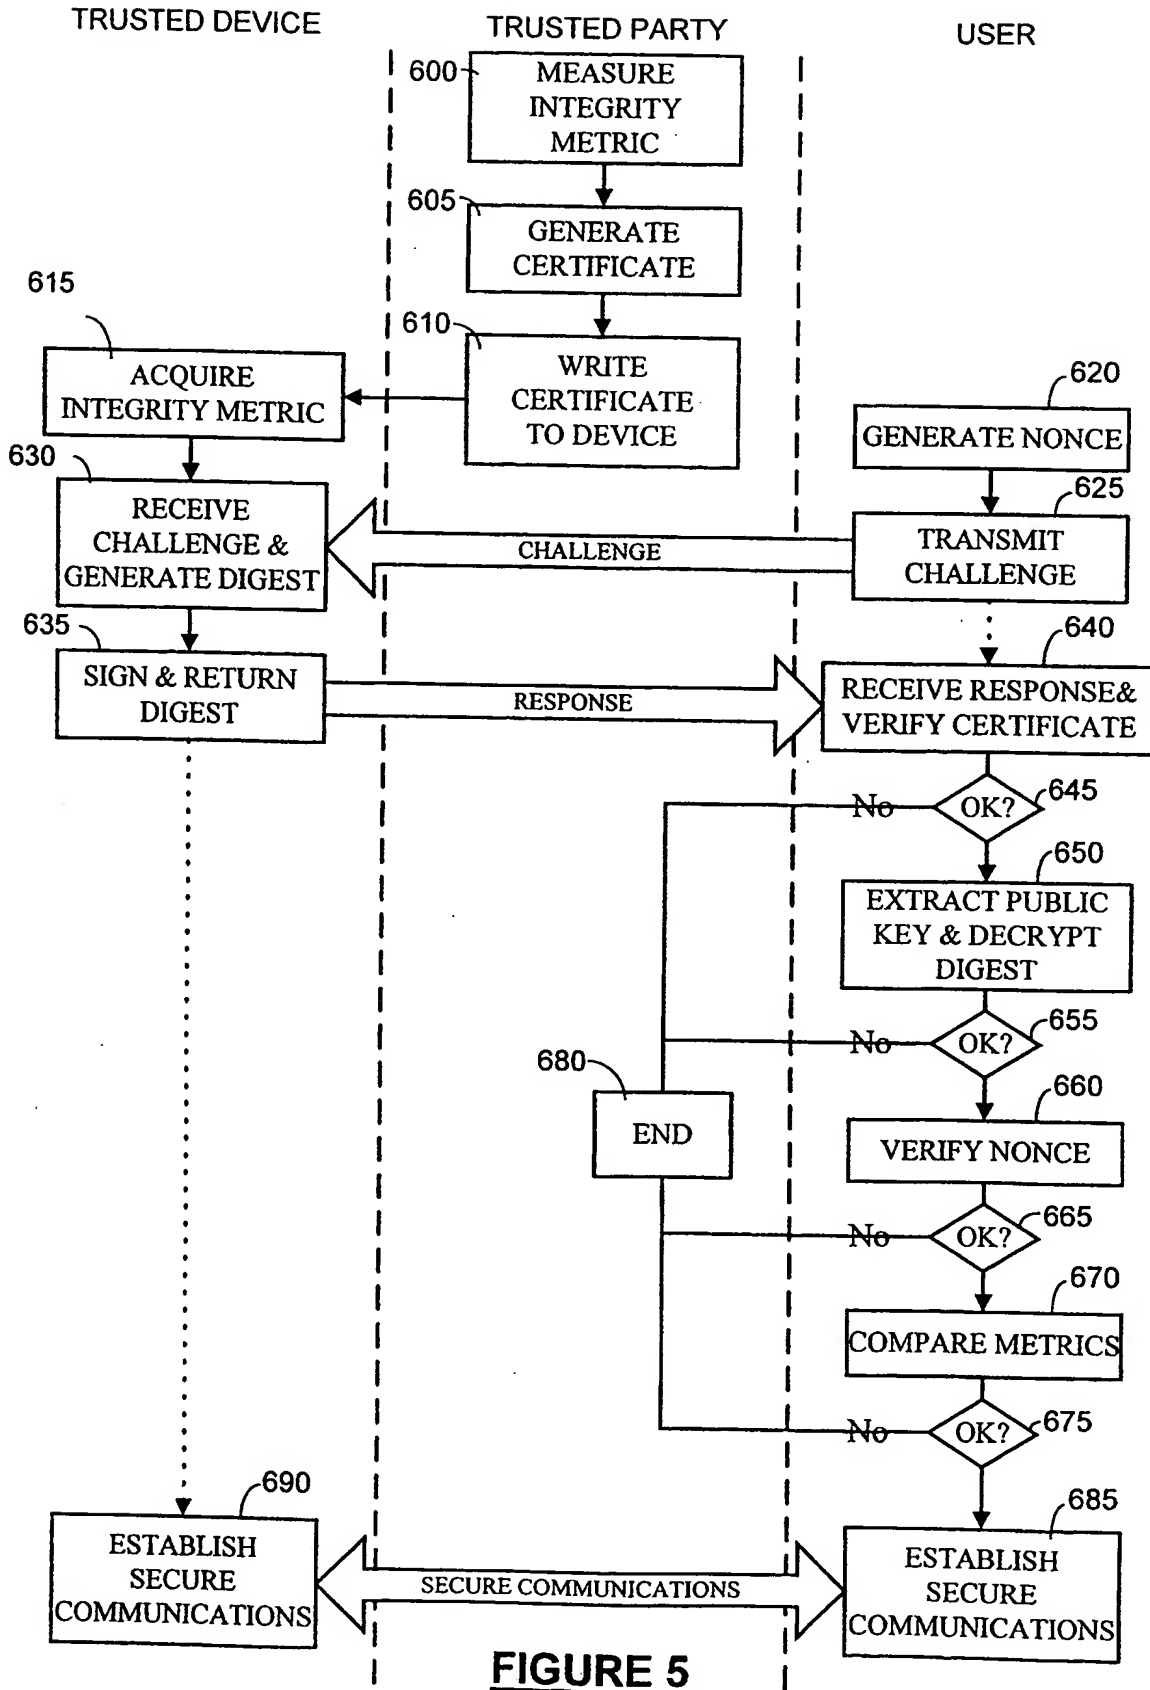 TRUSTED DEVICE
TRUSTED PARTY
USER
600
MEASURE
INTEGRITY
METRIC
605
GENERATE
CERTIFICATE
610
WRITE
CERTIFICATE
TO DEVICE
615
ACQUIRE
INTEGRITY METRIC
620
GENERATE NONCE
625
TRANSMIT
CHALLENGE
CHALLENGE
630
RECEIVE
CHALLENGE &
GENERATE DIGEST
635
SIGN & RETURN
DIGEST
RESPONSE
640
RECEIVE RESPONSE&
VERIFY CERTIFICATE
645
OK?
No
650
EXTRACT PUBLIC
KEY & DECRYPT
DIGEST
655
OK?
No
660
VERIFY NONCE
665
OK?
No
670
COMPARE METRICS
675
OK?
No
680
END
690
ESTABLISH
SECURE
COMMUNICATIONS
SECURE COMMUNICATIONS
685
ESTABLISH
SECURE
COMMUNICATIONS
FIGURE 5